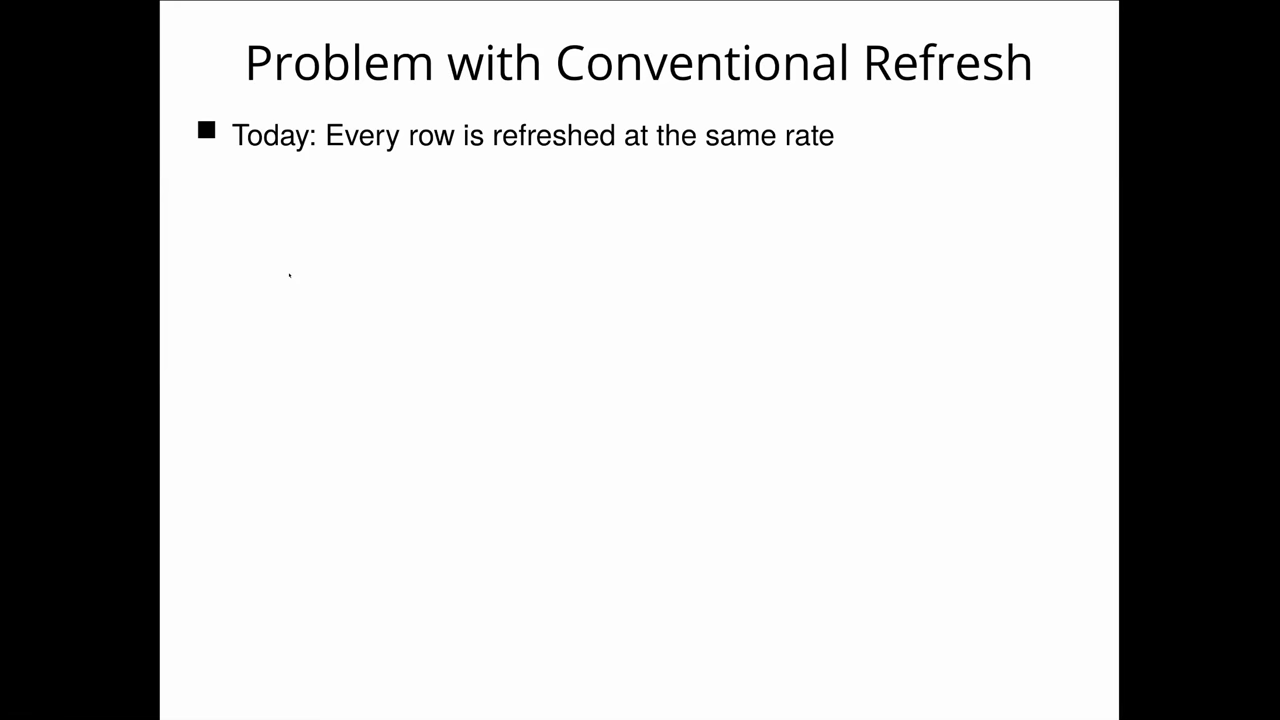 Problem with Conventional Refresh
Today: Every row is refreshed at the same rate